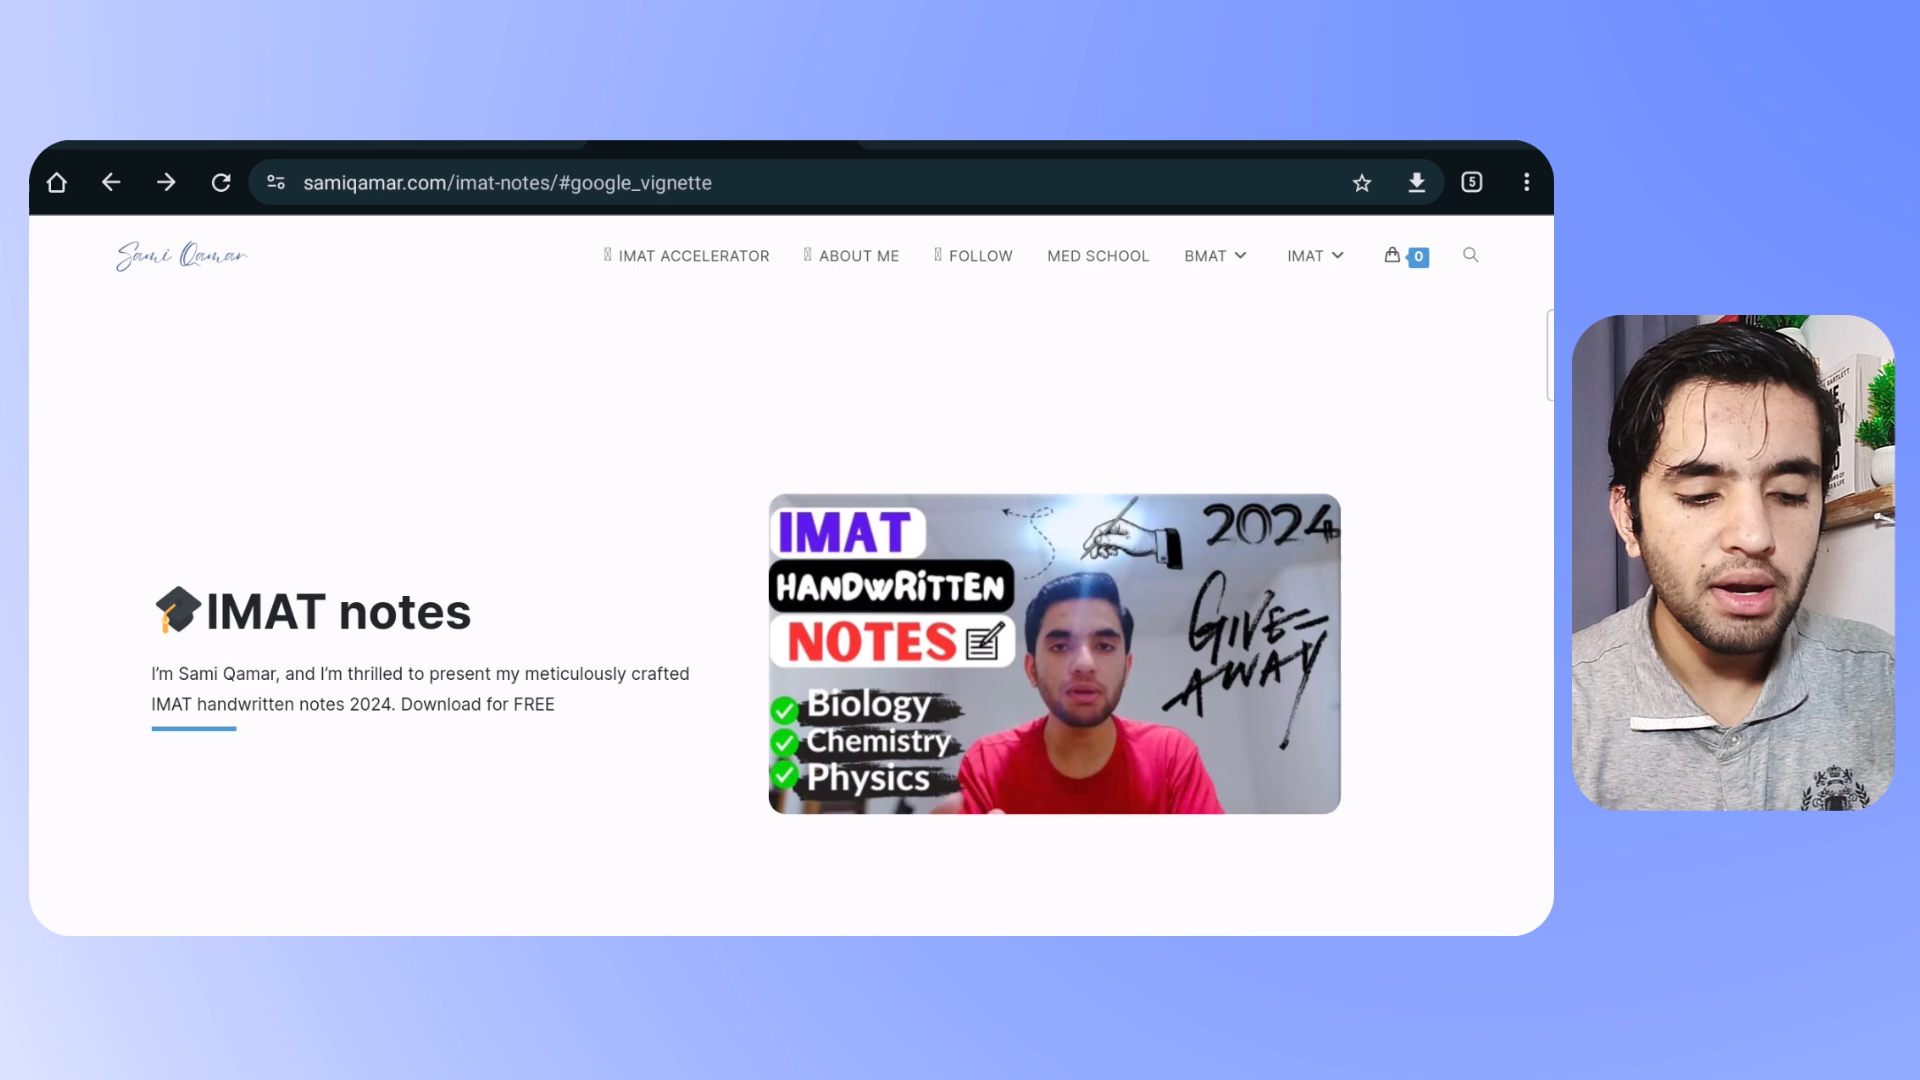 samiqamar.com/imat-notes/#google_vignette
5
Sami Qamar
IMAT ACCELERATOR
ABOUT ME
FOLLOW
MED SCHOOL
BMAT
IMAT
0
🎓IMAT notes
I'm Sami Qamar, and I'm thrilled to present my meticulously crafted
IMAT handwritten notes 2024. Download for FREE
IMAT
HANDWRITTEN
NOTES
2024
GIVE-
AWAY
Biology
Chemistry
Physics